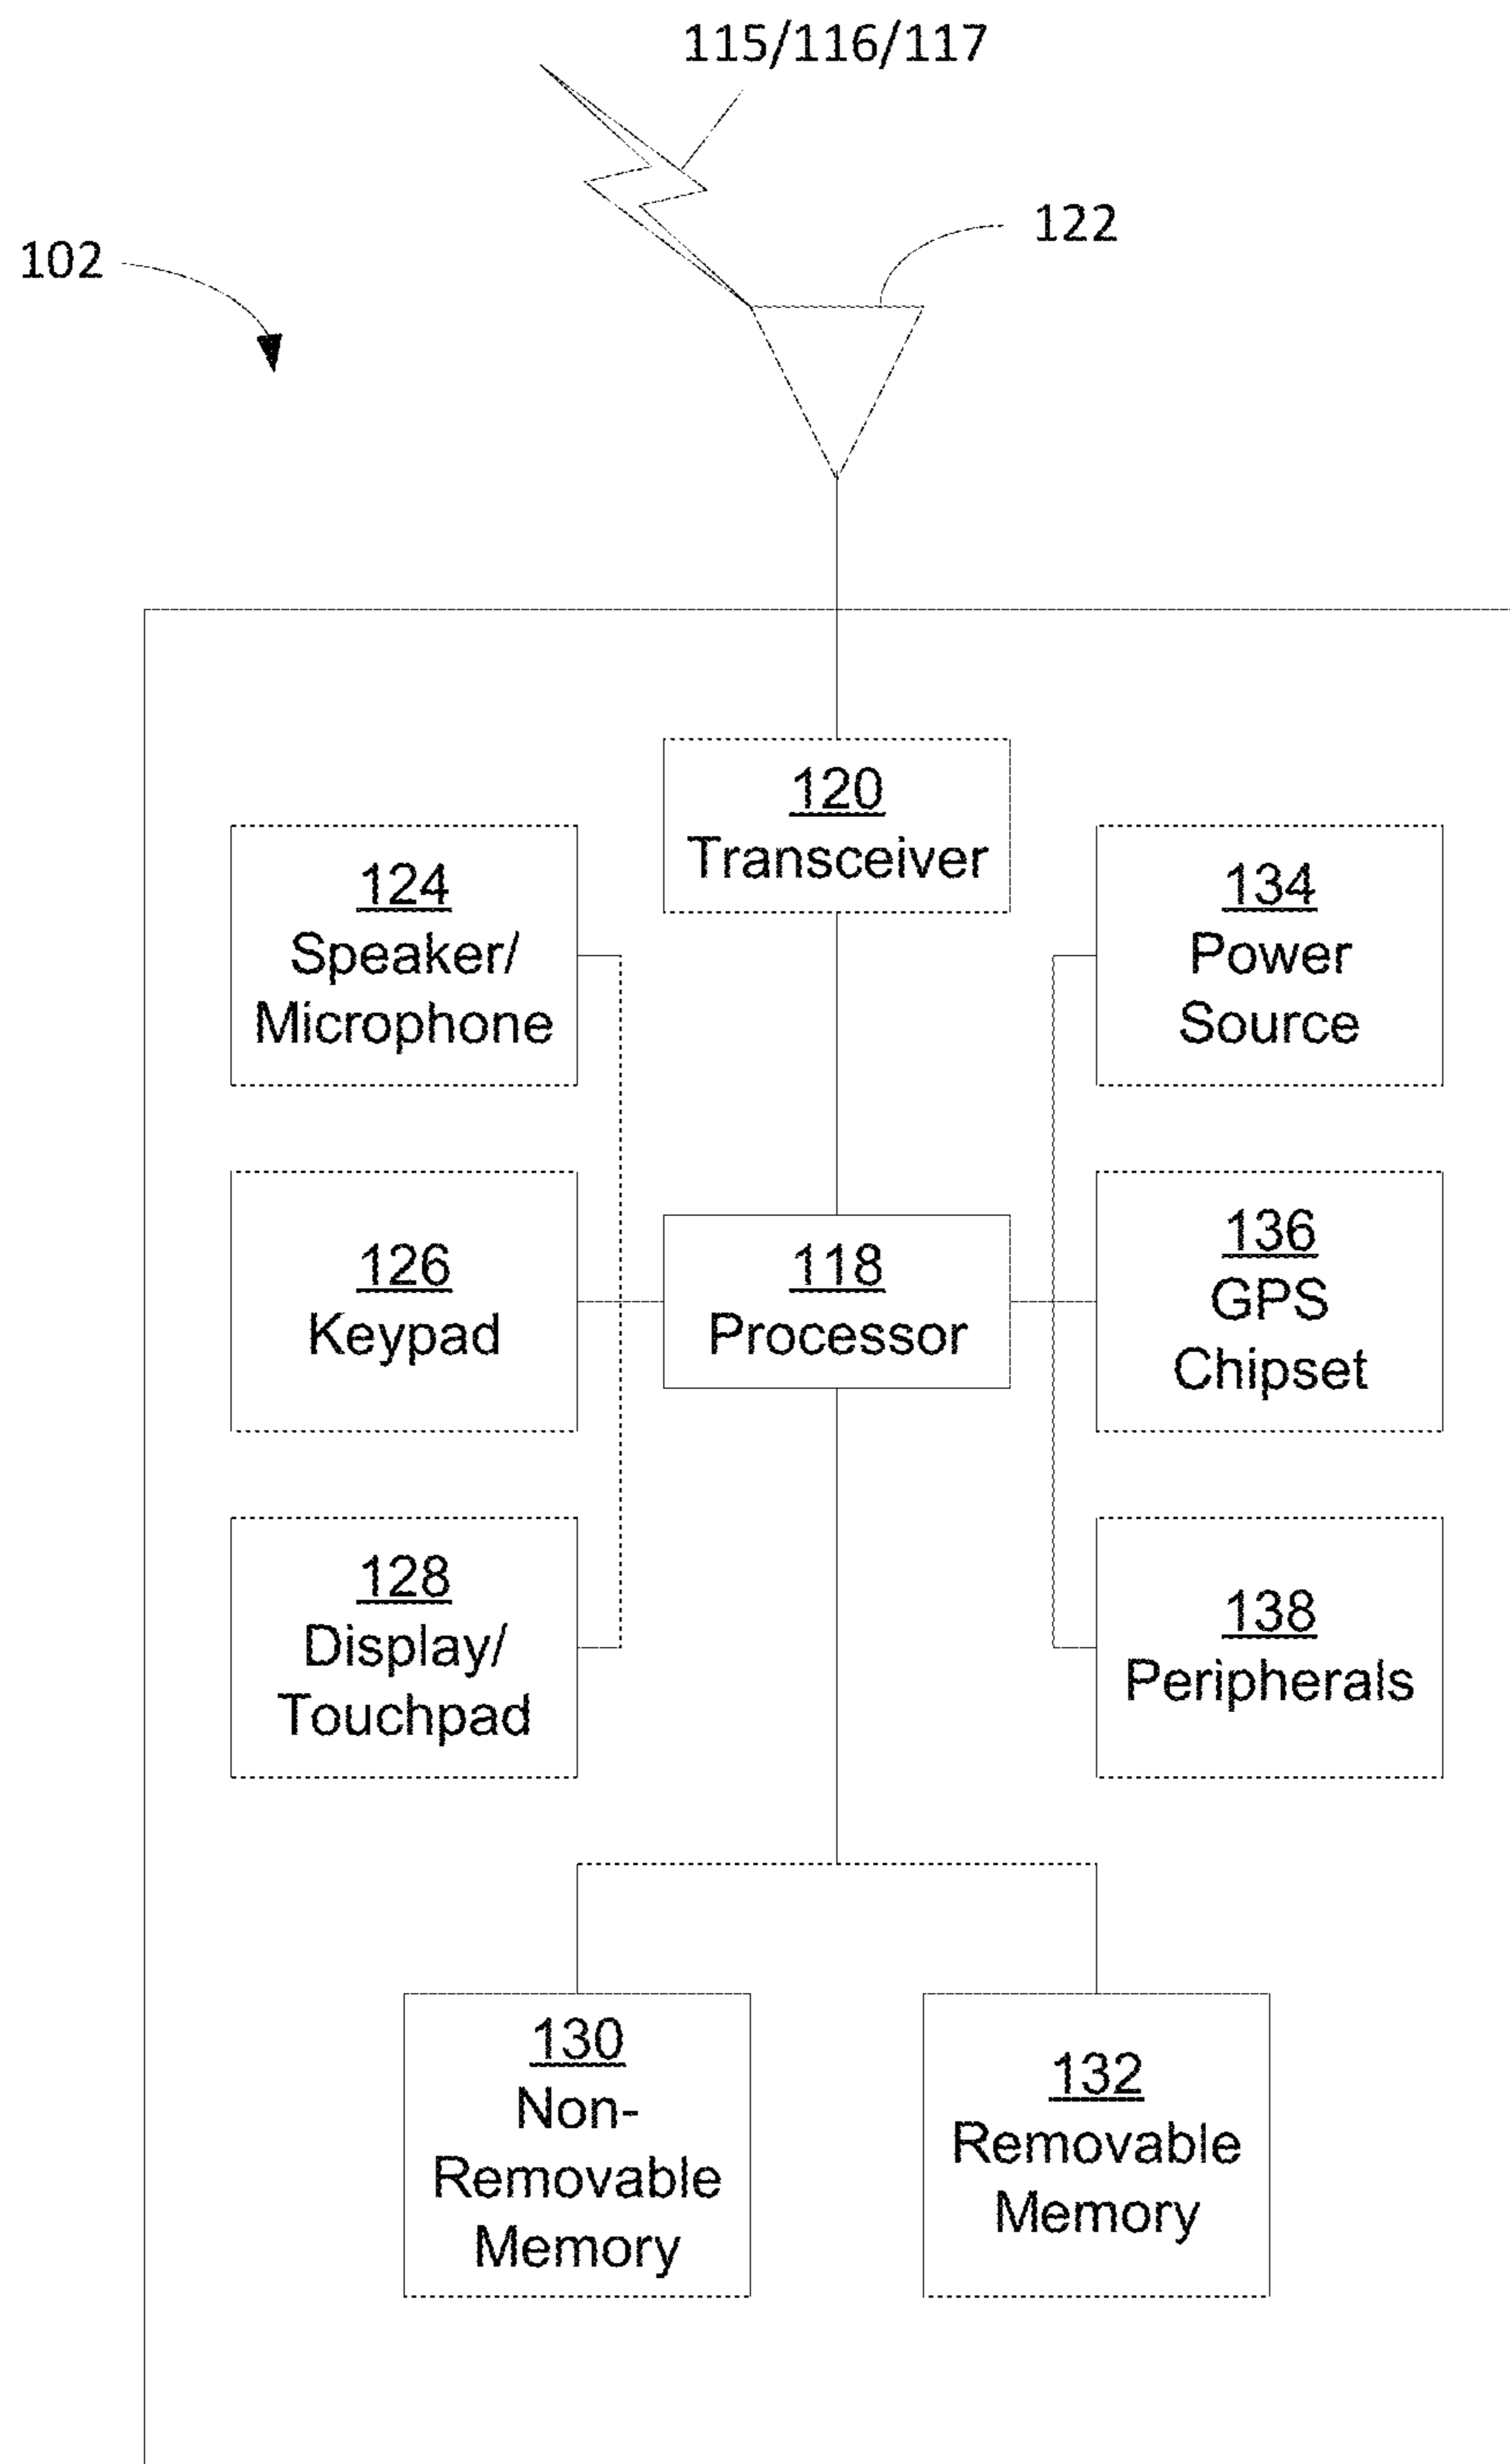 115/116/117
122
102
120
Transceiver
124
Speaker/
Microphone
134
Power
Source
126
Keypad
118
Processor
136
GPS
Chipset
128
Display/
Touchpad
138
Peripherals
130
Non-
Removable
Memory
132
Removable
Memory